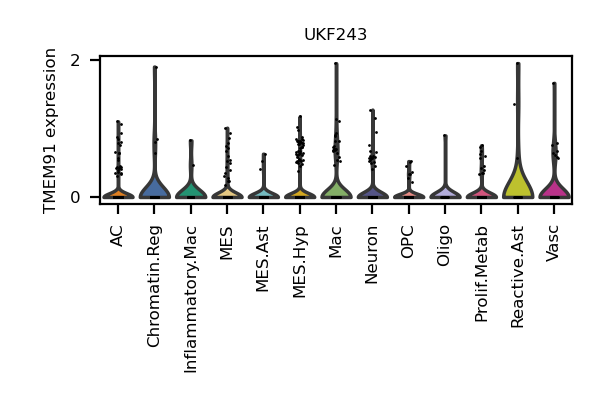 UKF243
TMEM91 expression
2
0
AC
Chromatin.Reg
Inflammatory.Mac
MES
MES.Ast
MES.Hyp
Mac
Neuron
OPC
Oligo
Prolif.Metab
Reactive.Ast
Vasc